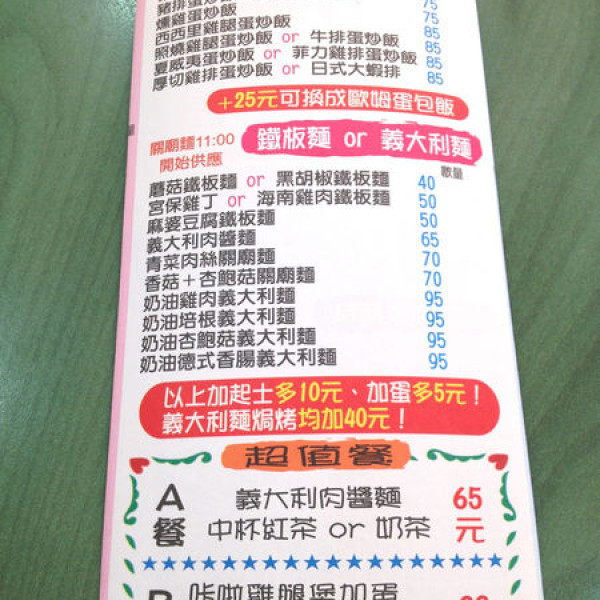 豬排蛋炒飯 75
燻雞蛋炒飯 75
西西里雞腿蛋炒飯 85
照燒雞腿蛋炒飯 or 牛排蛋炒飯 85
夏威夷蛋炒飯 or 菲力雞排蛋炒飯 85
厚切雞排蛋炒飯 or 日式大蝦排 85
+25元可換成歐姆蛋包飯
關廟麵11:00
開始供應
鐵板麵 or 義大利麵
數量
蘑菇鐵板麵 or 黑胡椒鐵板麵 40
宮保雞丁 or 海南雞肉鐵板麵 50
麻婆豆腐鐵板麵 50
義大利肉醬麵 65
青菜肉絲關廟麵 70
香菇+杏鮑菇關廟麵 70
奶油雞肉義大利麵 95
奶油培根義大利麵 95
奶油杏鮑菇義大利麵 95
奶油德式香腸義大利麵 95
以上加起士多10元、加蛋多5元!
義大利麵焗烤均加40元!
超值餐
A餐 義大利肉醬麵 65元
中杯紅茶 or 奶茶
咔啦雞腿堡加蛋